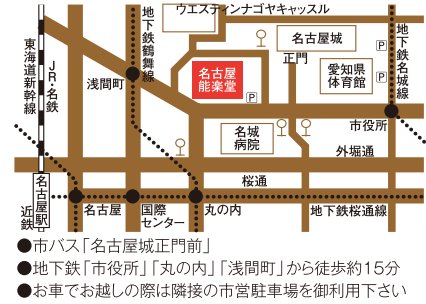 ウエスティンナゴヤキャッスル
地下鉄鶴舞線
東海道新幹線
JR・名鉄
浅間町
名古屋
能楽堂
P
名古屋城
正門
P
愛知県
体育館
P
地下鉄名城線
市役所
名城
病院
外堀通
桜通
名古屋駅
近鉄
名古屋
国際
センター
丸の内
地下鉄桜通線
●市バス「名古屋城正門前」
●地下鉄「市役所」「丸の内」「浅間町」から徒歩約15分
●お車でお越しの際は隣接の市営駐車場を御利用下さい